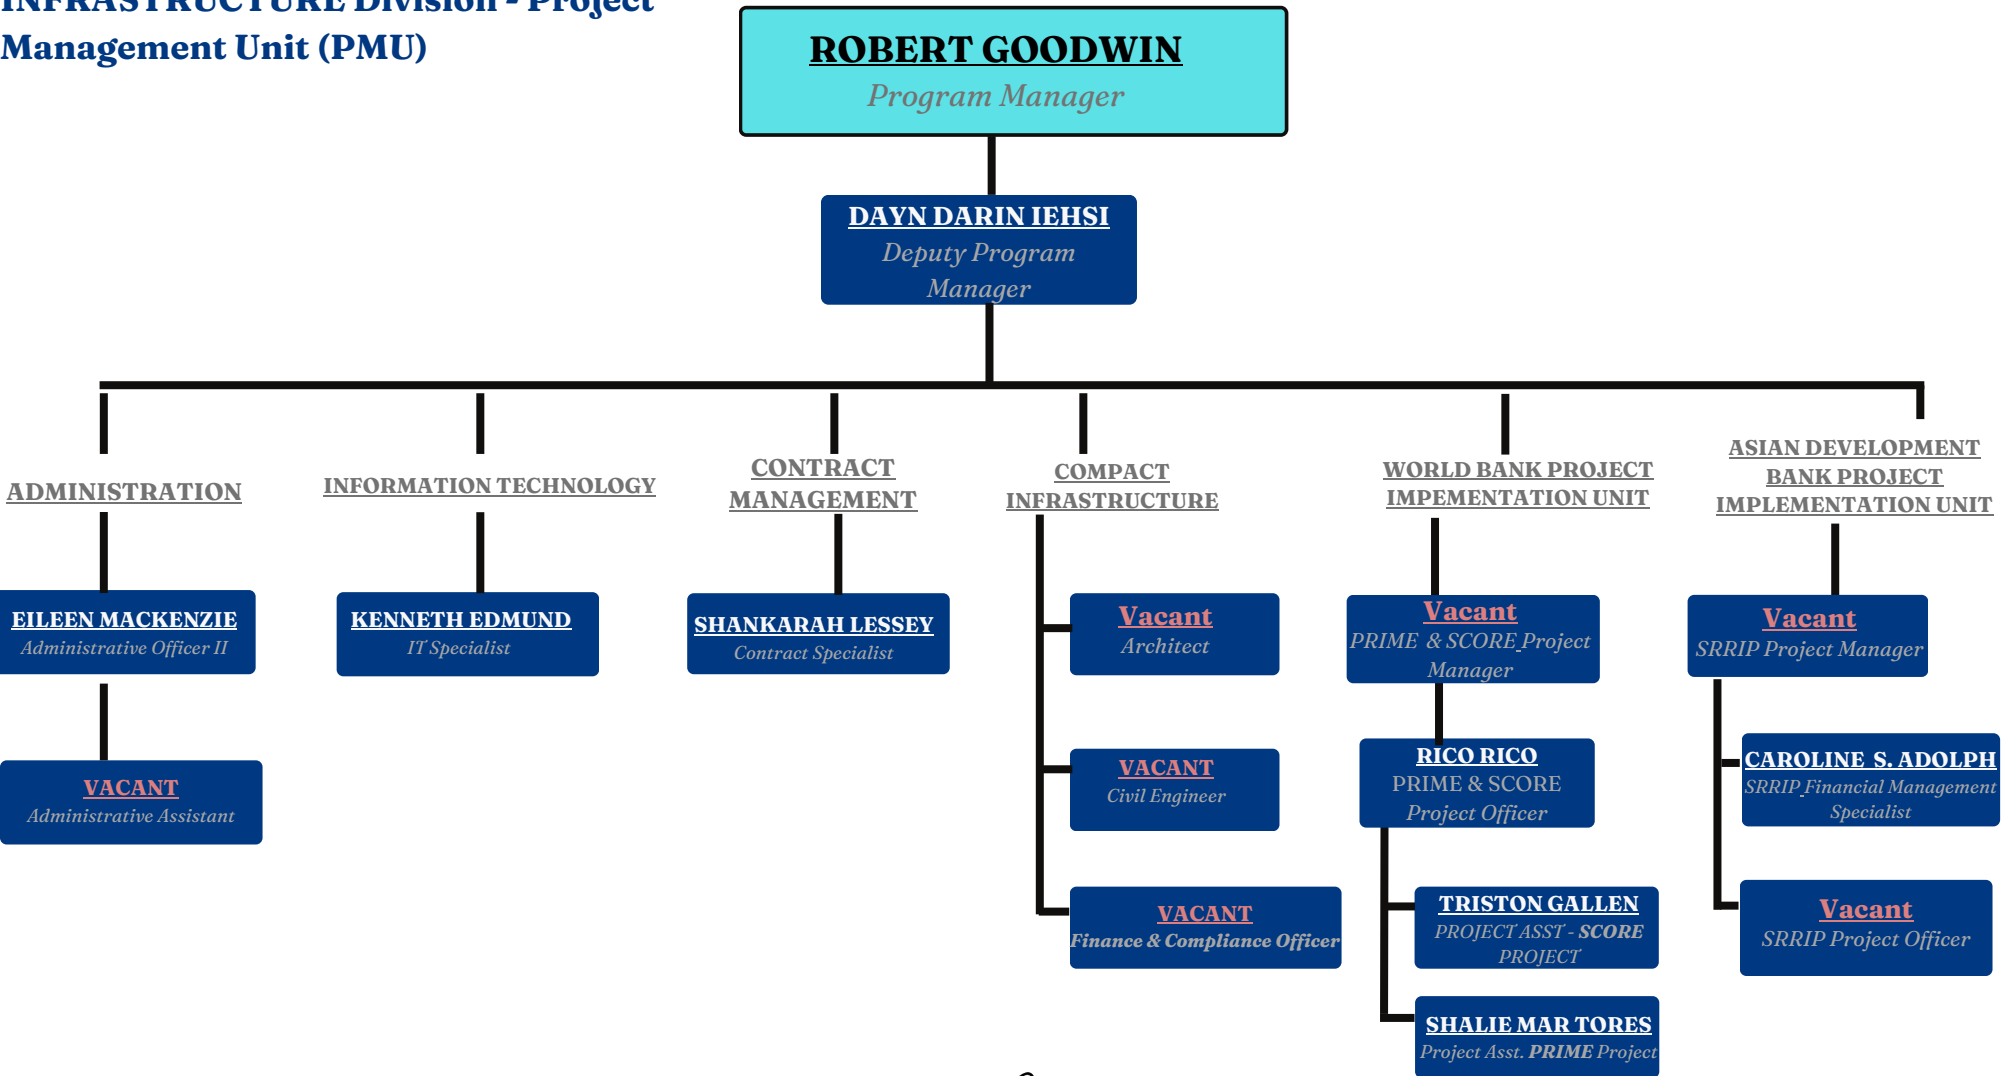 INFRASTRUCTURE Division - Project
Management Unit (PMU)
ROBERT GOODWIN
Program Manager
DAYN DARIN IEHSI
Deputy Program
Manager
ADMINISTRATION
EILEEN MACKENZIE
Administrative Officer II
VACANT
Administrative Assistant
INFORMATION TECHNOLOGY
KENNETH EDMUND
IT Specialist
CONTRACT
MANAGEMENT
SHANKARAH LESSEY
Contract Specialist
COMPACT
INFRASTRUCTURE
Vacant
Architect
VACANT
Civil Engineer
VACANT
Finance & Compliance Officer
WORLD BANK PROJECT
IMPEMENTATION UNIT
Vacant
PRIME & SCORE Project
Manager
RICO RICO
PRIME & SCORE
Project Officer
TRISTON GALLEN
PROJECT ASST - SCORE
PROJECT
SHALIE MAR TORES
Project Asst. PRIME Project
ASIAN DEVELOPMENT
BANK PROJECT
IMPLEMENTATION UNIT
Vacant
SRRIP Project Manager
CAROLINE S. ADOLPH
SRRIP Financial Management
Specialist
Vacant
SRRIP Project Officer